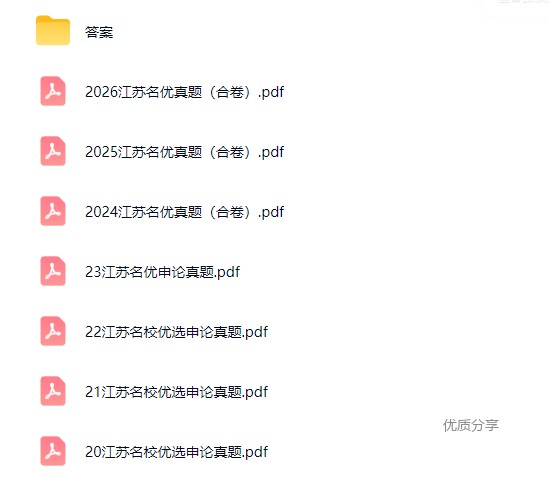 答案
2026江苏名优真题（合卷）.pdf
2025江苏名优真题（合卷）.pdf
2024江苏名优真题（合卷）.pdf
23江苏名优申论真题.pdf
22江苏名校优选申论真题.pdf
21江苏名校优选申论真题.pdf
优质分享
20江苏名校优选申论真题.pdf